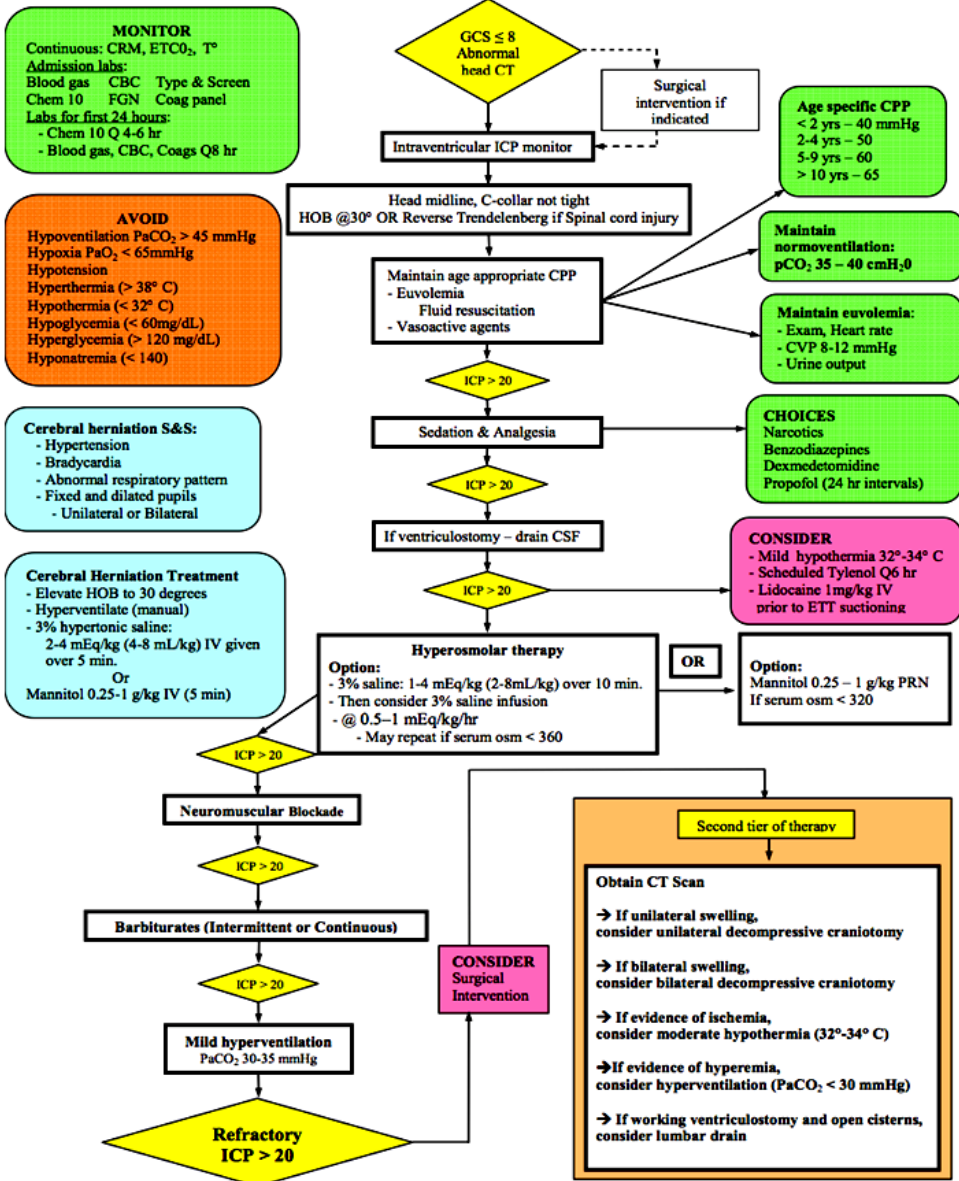 MONITOR
Continuous: CRM, ETC0₂, T°
Admission labs:
Blood gas CBC Type & Screen
Chem 10 FGN Coag panel
Labs for first 24 hours:
- Chem 10 Q 4-6 hr
- Blood gas, CBC, Coags Q8 hr
GCS ≤ 8
Abnormal
head CT
Surgical
intervention if
indicated
Intraventricular ICP monitor
Age specific CPP
< 2 yrs – 40 mmHg
2-4 yrs – 50
5-9 yrs – 60
> 10 yrs – 65
Head midline, C-collar not tight
HOB @30° OR Reverse Trendelenberg if Spinal cord injury
AVOID
Hypoventilation PaCO₂ > 45 mmHg
Hypoxia PaO₂ < 65mmHg
Hypotension
Hyperthermia (> 38° C)
Hypothermia (< 32° C)
Hypoglycemia (< 60mg/dL)
Hyperglycemia (> 120 mg/dL)
Hyponatremia (< 140)
Maintain
normoventilation:
pCO₂ 35 – 40 cmH₂0
Maintain age appropriate CPP
- Euvolemia
Fluid resuscitation
- Vasoactive agents
Maintain euvolemia:
- Exam, Heart rate
- CVP 8-12 mmHg
- Urine output
ICP > 20
Cerebral herniation S&S:
- Hypertension
- Bradycardia
- Abnormal respiratory pattern
- Fixed and dilated pupils
- Unilateral or Bilateral
Sedation & Analgesia
CHOICES
Narcotics
Benzodiazepines
Dexmedetomidine
Propofol (24 hr intervals)
ICP > 20
If ventriculostomy – drain CSF
CONSIDER
- Mild hypothermia 32°-34° C
- Scheduled Tylenol Q6 hr
- Lidocaine 1mg/kg IV
prior to ETT suctioning
ICP > 20
Cerebral Herniation Treatment
- Elevate HOB to 30 degrees
- Hyperventilate (manual)
- 3% hypertonic saline:
2-4 mEq/kg (4-8 mL/kg) IV given
over 5 min.
Or
Mannitol 0.25-1 g/kg IV (5 min)
Hyperosmolar therapy
Option:
- 3% saline: 1-4 mEq/kg (2-8mL/kg) over 10 min.
- Then consider 3% saline infusion
- @ 0.5–1 mEq/kg/hr
- May repeat if serum osm < 360
OR
Option:
Mannitol 0.25 – 1 g/kg PRN
If serum osm < 320
ICP > 20
Neuromuscular Blockade
ICP > 20
Barbiturates (Intermittent or Continuous)
ICP > 20
Mild hyperventilation
PaCO₂ 30-35 mmHg
Refractory
ICP > 20
CONSIDER
Surgical
Intervention
Second tier of therapy
Obtain CT Scan
➔ If unilateral swelling,
consider unilateral decompressive craniotomy
➔ If bilateral swelling,
consider bilateral decompressive craniotomy
➔ If evidence of ischemia,
consider moderate hypothermia (32°-34° C)
➔If evidence of hyperemia,
consider hyperventilation (PaCO₂ < 30 mmHg)
➔ If working ventriculostomy and open cisterns,
consider lumbar drain